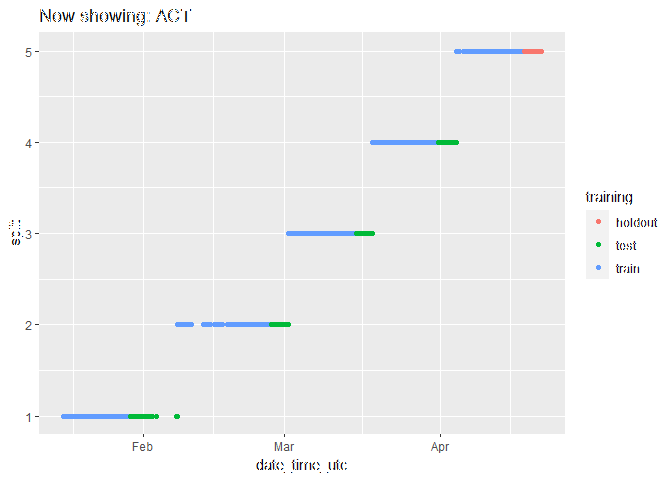 Now showing: ACT
5
4
3
2
1
Feb
Mar
Apr
date_time_utc
training
holdout
test
train